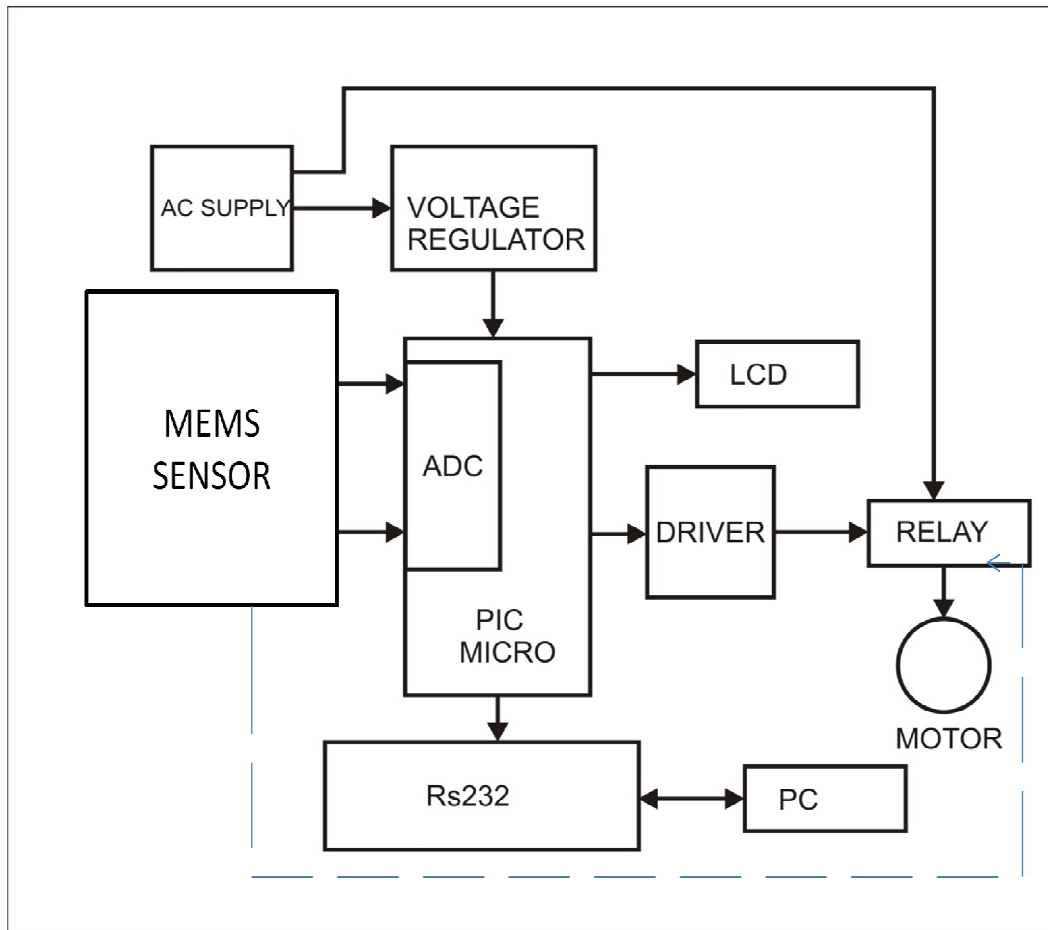 AC SUPPLY
VOLTAGE
REGULATOR
MEMS
SENSOR
ADC
LCD
DRIVER
RELAY
PIC
MICRO
MOTOR
Rs232
PC